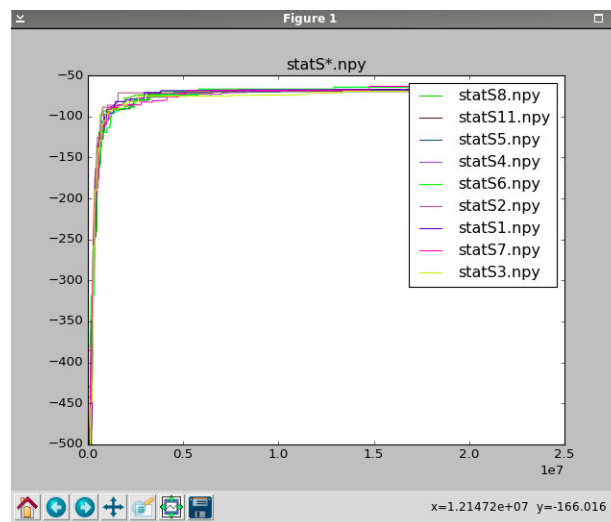 Figure 1
statS*.npy
−50
−100
−150
−200
−250
−300
−350
−400
−450
−500
statS8.npy
statS11.npy
statS5.npy
statS4.npy
statS6.npy
statS2.npy
statS1.npy
statS7.npy
statS3.npy
0.0 0.5 1.0 1.5 2.0 2.5
1e7
x=1.21472e+07 y=-166.016